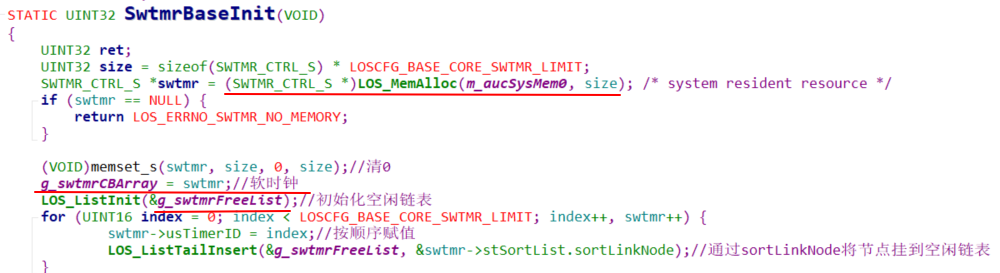 STATIC UINT32 SwtmrBaseInit(VOID)
{
    UINT32 ret;
    UINT32 size = sizeof(SWTMR_CTRL_S) * LOSCFG_BASE_CORE_SWTMR_LIMIT;
    SWTMR_CTRL_S *swtmr = (SWTMR_CTRL_S *)LOS_MemAlloc(m_aucSysMem0, size); /* system resident resource */
    if (swtmr == NULL) {
        return LOS_ERRNO_SWTMR_NO_MEMORY;
    }
    (VOID)memset_s(swtmr, size, 0, size);//清0
    g_swtmrCBArray = swtmr;//软时钟
    LOS_ListInit(&g_swtmrFreeList);//初始化空闲链表
    for (UINT16 index = 0; index < LOSCFG_BASE_CORE_SWTMR_LIMIT; index++, swtmr++) {
            swtmr->usTimerID = index;//按顺序赋值
            LOS_ListTailInsert(&g_swtmrFreeList, &swtmr->stSortList.sortLinkNode);//通过sortLinkNode将节点挂到空闲链表
    }